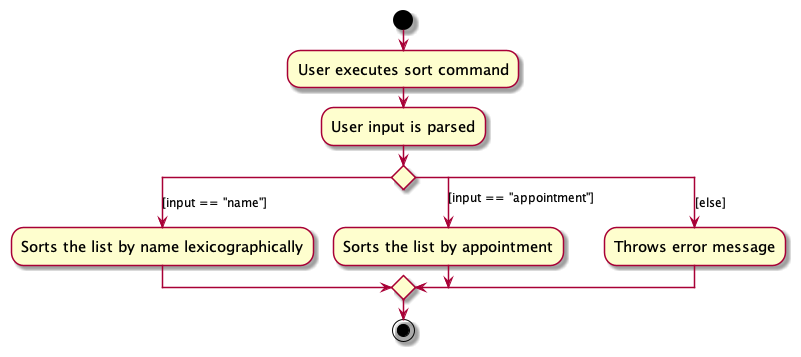 User executes sort command
User input is parsed
[input == "name"]
[input == "appointment"]
[else]
Sorts the list by name lexicographically
Sorts the list by appointment
Throws error message